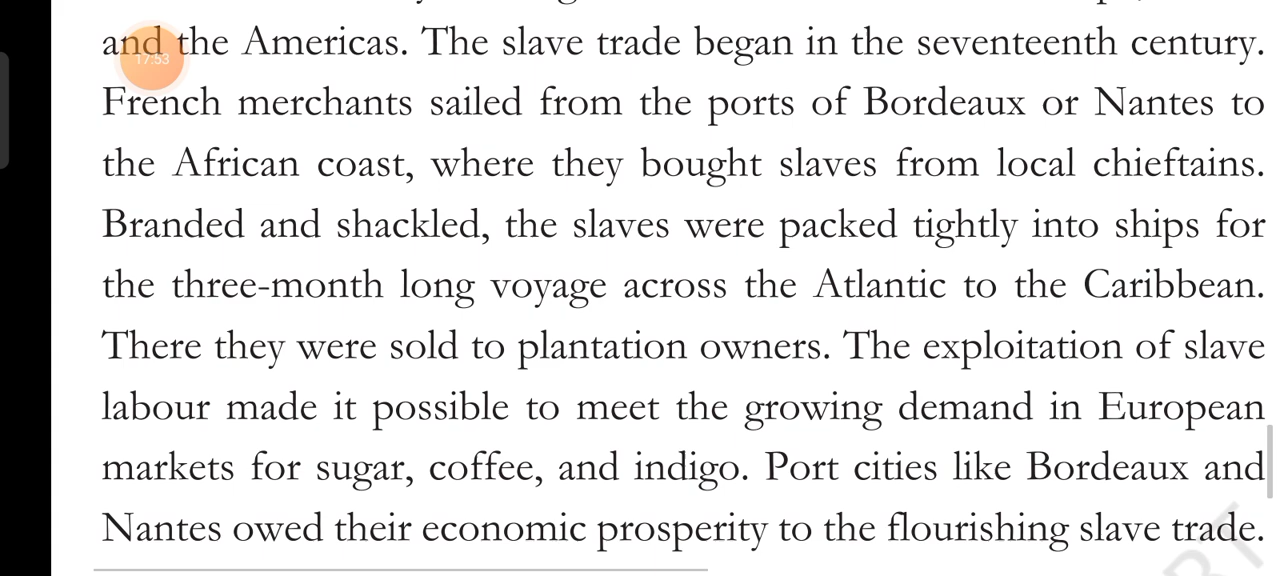 and the Americas. The slave trade began in the seventeenth century.
17:53
French merchants sailed from the ports of Bordeaux or Nantes to
the African coast, where they bought slaves from local chieftains.
Branded and shackled, the slaves were packed tightly into ships for
the three-month long voyage across the Atlantic to the Caribbean.
There they were sold to plantation owners. The exploitation of slave
labour made it possible to meet the growing demand in European
markets for sugar, coffee, and indigo. Port cities like Bordeaux and
Nantes owed their economic prosperity to the flourishing slave trade.